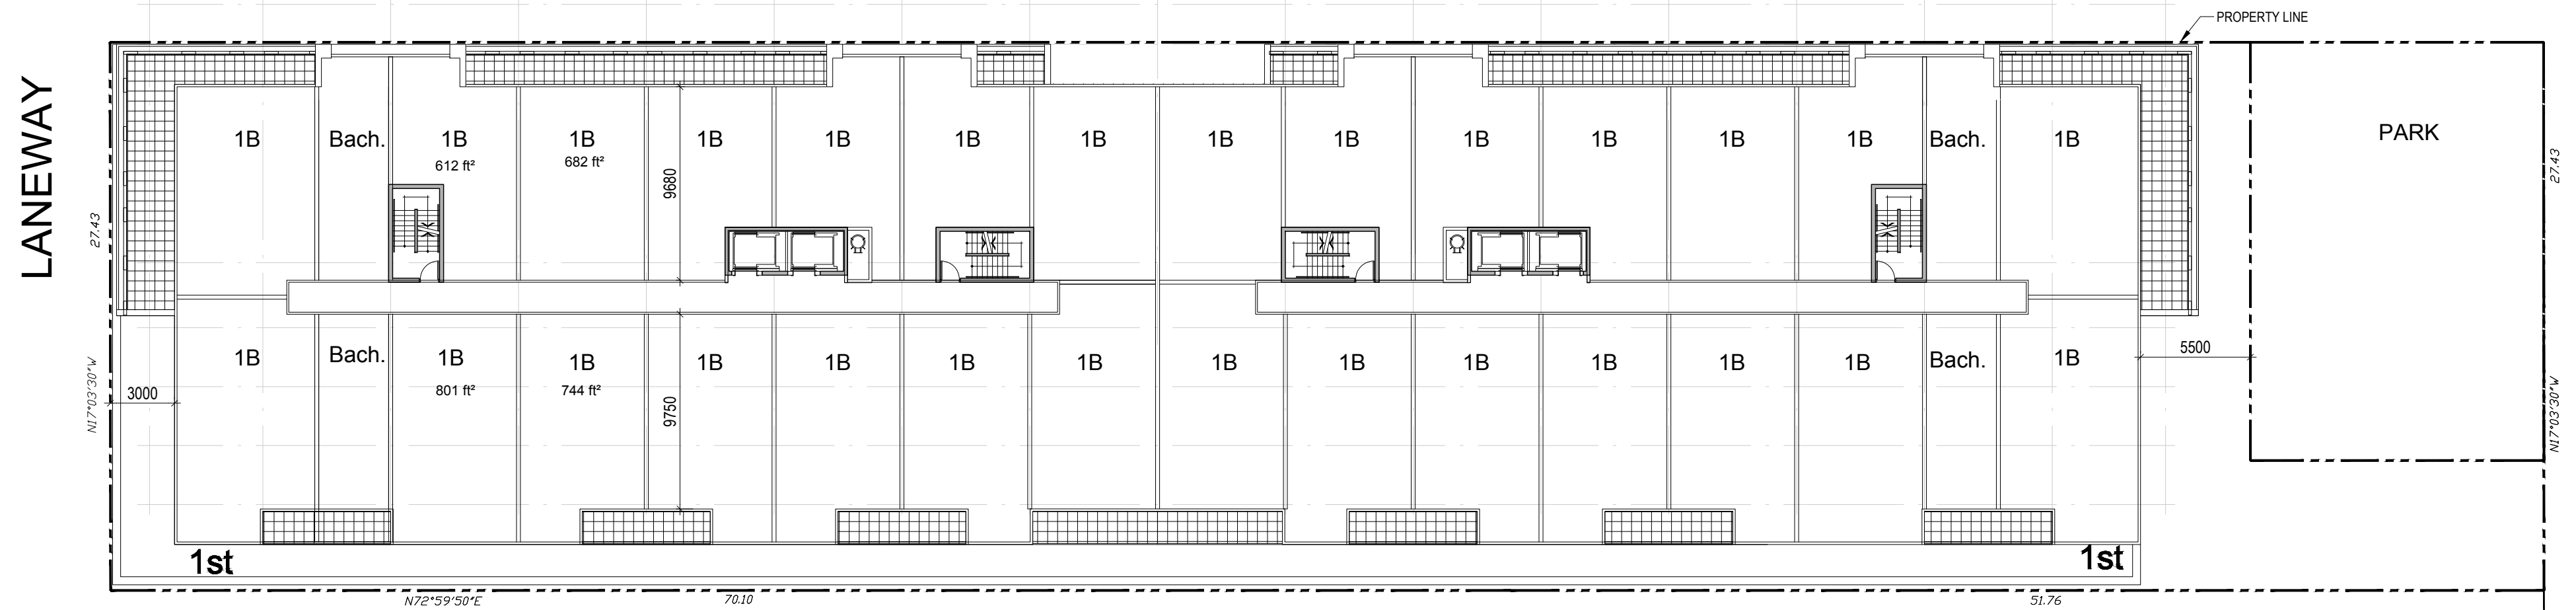 PROPERTY LINE
LANEWAY
1B
Bach.
1B
612 ft²
1B
682 ft²
1B
1B
1B
1B
1B
1B
1B
1B
1B
1B
Bach.
1B
PARK
27.43
27.43
9680
1B
Bach.
1B
801 ft²
1B
744 ft²
1B
1B
1B
1B
1B
1B
1B
1B
1B
1B
Bach.
1B
5500
3000
9750
N17°03'30"W
N17°03'30"W
1st
1st
N72°59'50"E
70.10
51.76